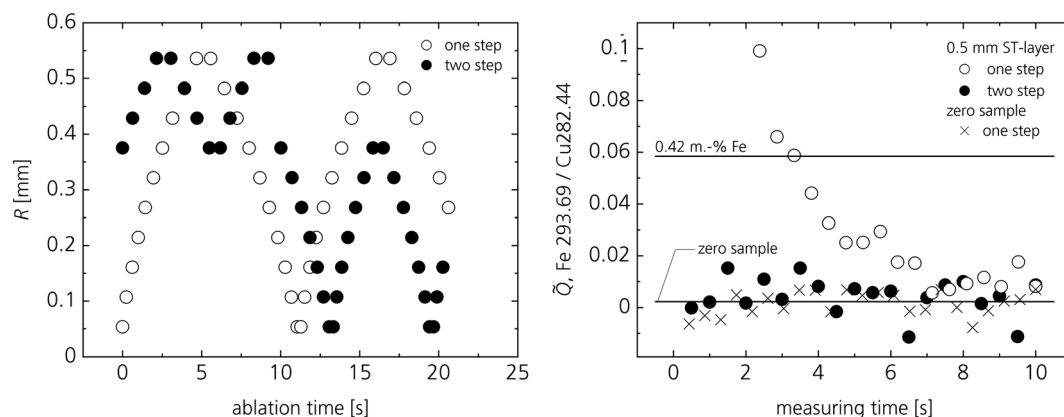 0.6
0.5
0.4
0.3
0.2
0.1
0
R [mm]
0 5 10 15 20 25
ablation time [s]
one step
two step
0.1
0.08
0.06
0.04
0.02
0
Q̃, Fe 293.69 / Cu282.44
0 2 4 6 8 10
measuring time [s]
0.5 mm ST-layer
one step
two step
zero sample
one step
0.42 m.-% Fe
zero sample